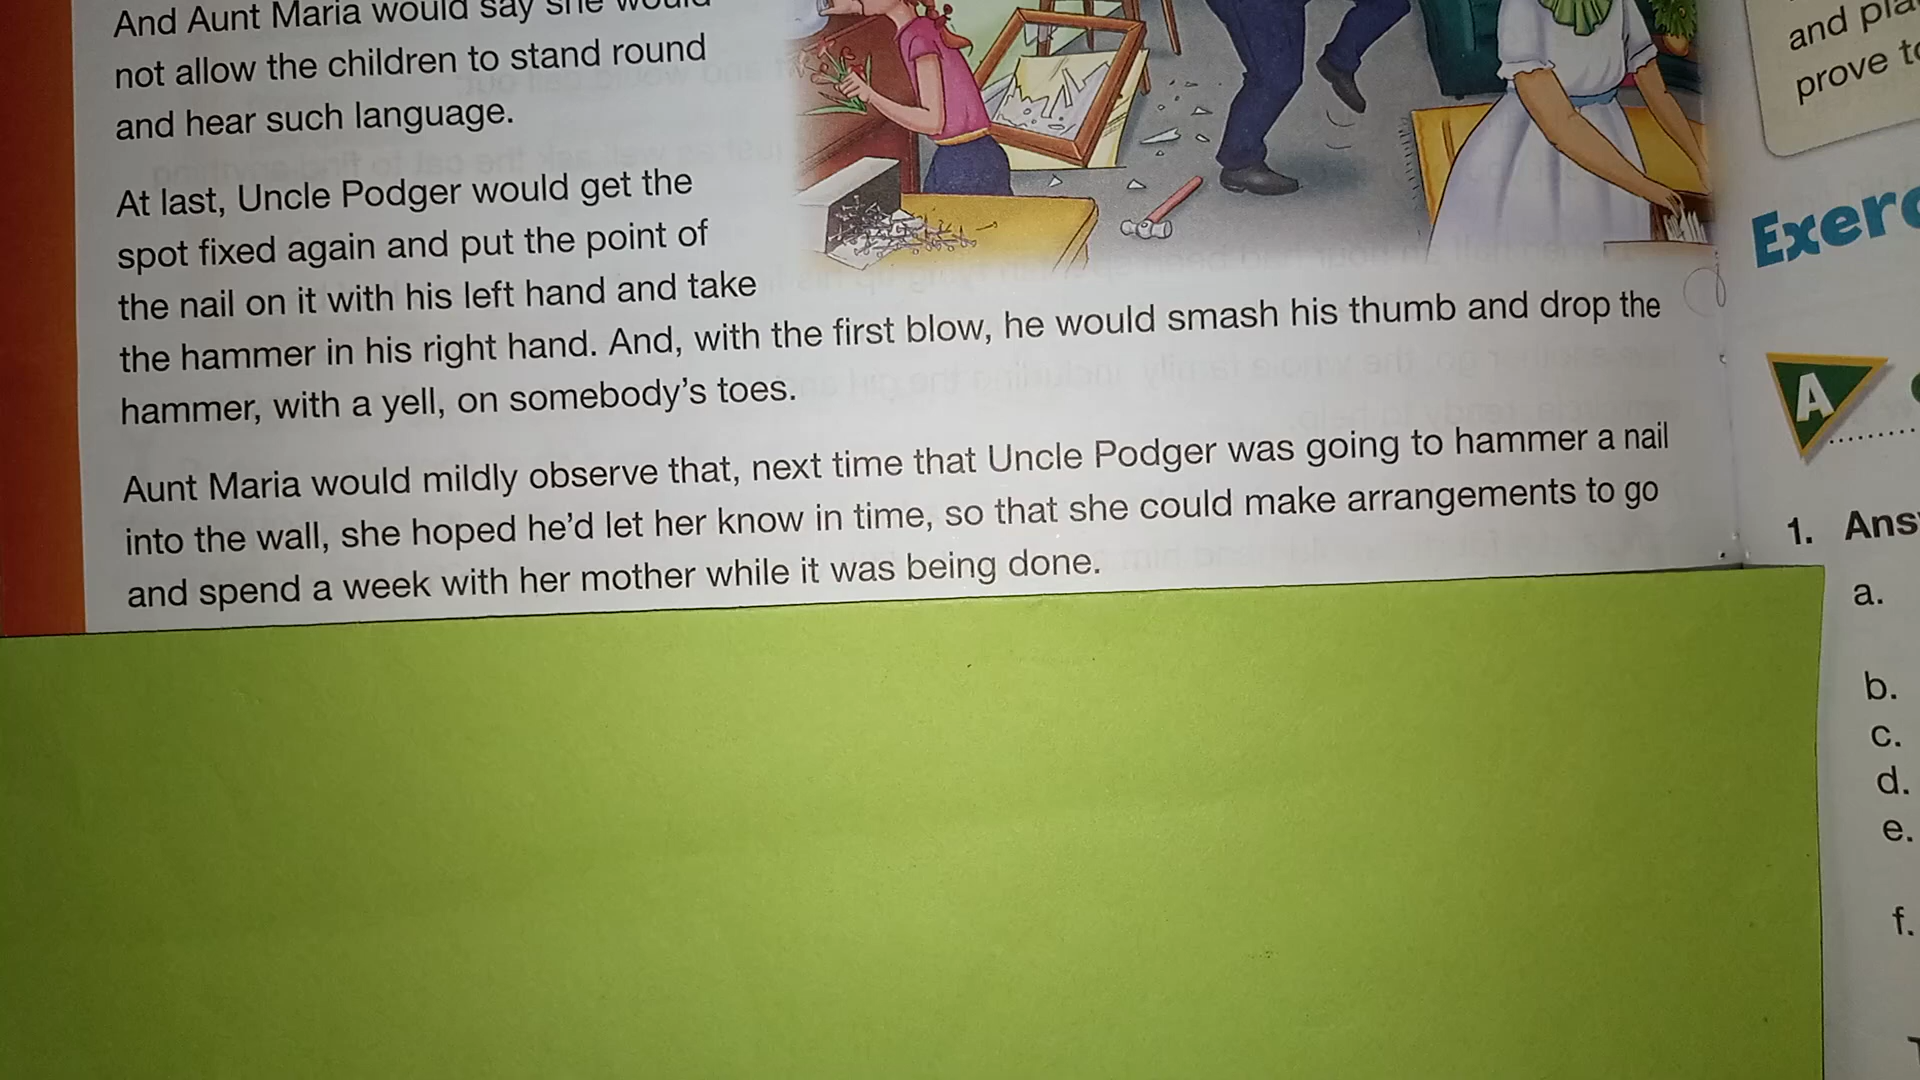 And Aunt Maria would say she would
not allow the children to stand round
and hear such language.
At last, Uncle Podger would get the
spot fixed again and put the point of
the nail on it with his left hand and take
the hammer in his right hand. And, with the first blow, he would smash his thumb and drop the
hammer, with a yell, on somebody's toes.
Aunt Maria would mildly observe that, next time that Uncle Podger was going to hammer a nail
into the wall, she hoped he'd let her know in time, so that she could make arrangements to go
and spend a week with her mother while it was being done.
and
prove
A
1.
a.
b.
c.
d.
e.
f.